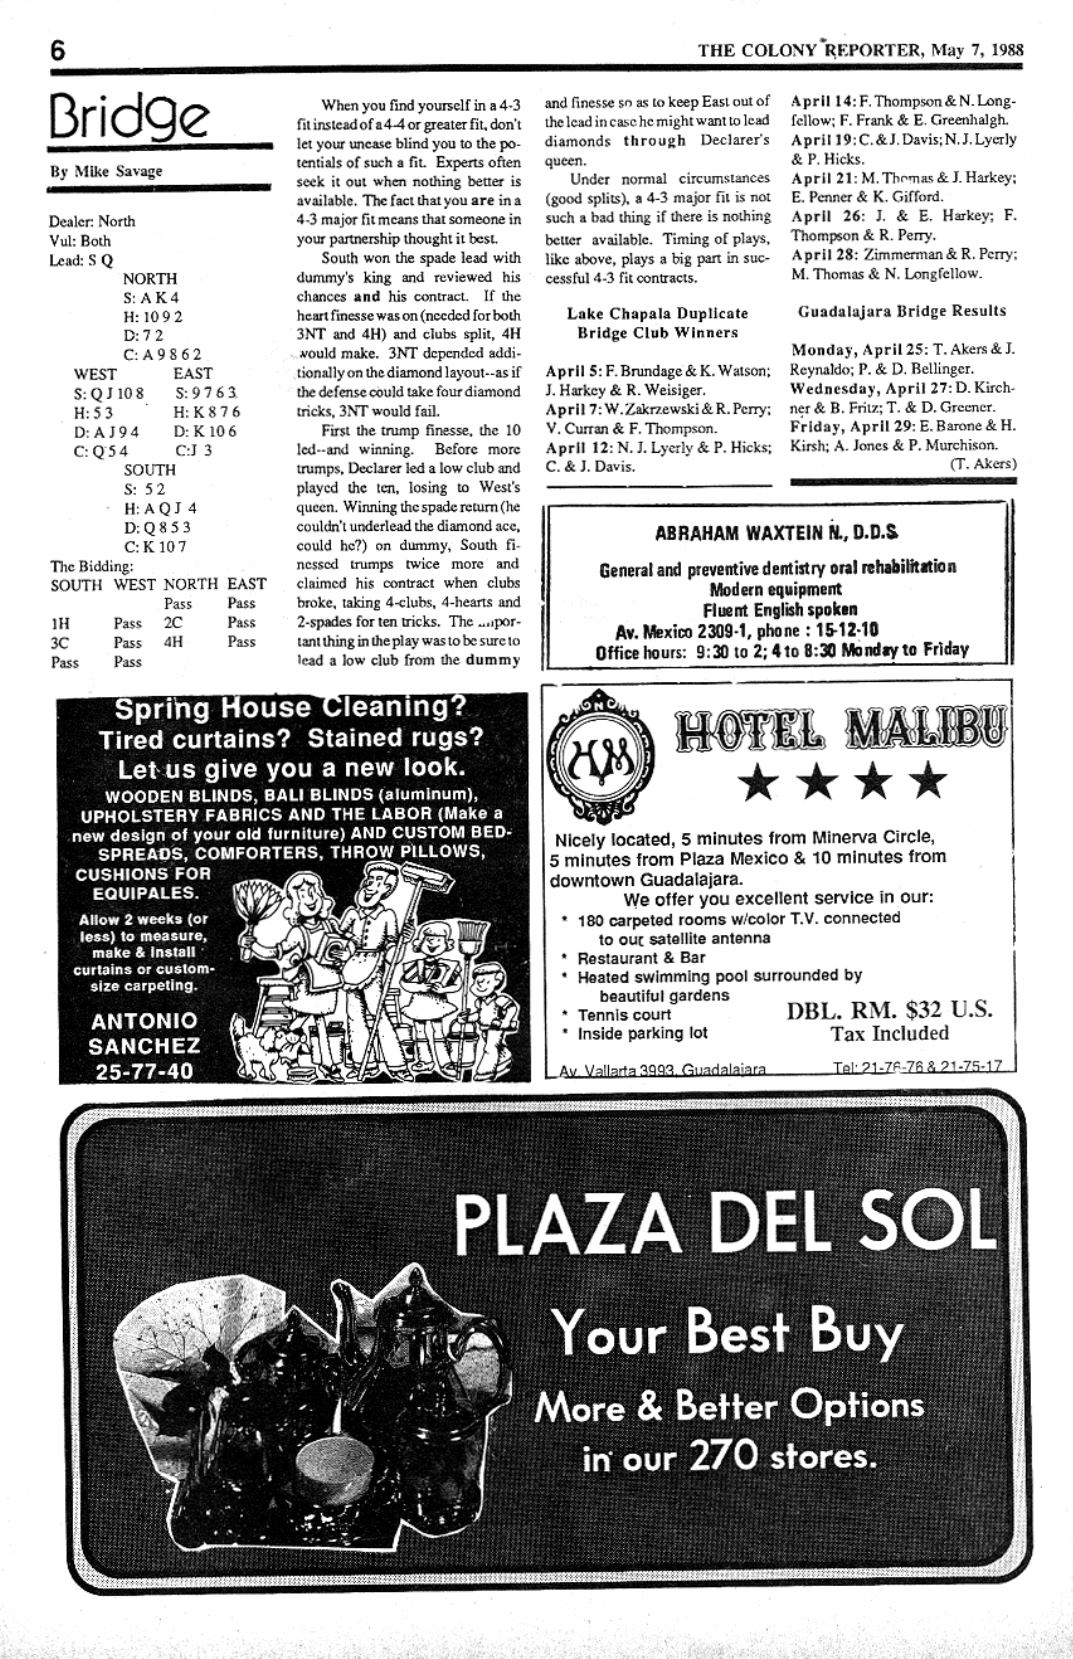 6
THE COLONY REPORTER, May 7, 1988
Bridge
By Mike Savage
Dealer: North
Vul: Both
Lead: S Q
NORTH
S: A K 4
H: 10 9 2
D: 7 2
C: A 9 8 6 2
WEST EAST
S: Q J 10 8 S: 9 7 6 3
H: 5 3 H: K 8 7 6
D: A J 9 4 D: K 10 6
C: Q 5 4 C: J 3
SOUTH
S: 5 2
H: A Q J 4
D: Q 8 5 3
C: K 10 7
The Bidding:
SOUTH WEST NORTH EAST
Pass Pass
1H Pass 2C Pass
3C Pass 4H Pass
Pass Pass
When you find yourself in a 4-3
fit instead of a 4-4 or greater fit, don't
let your unease blind you to the po-
tentials of such a fit. Experts often
seek it out when nothing better is
available. The fact that you are in a
4-3 major fit means that someone in
your partnership thought it best.
South won the spade lead with
dummy's king and reviewed his
chances and his contract. If the
heart finesse was on (needed for both
3NT and 4H) and clubs split, 4H
would make. 3NT depended addi-
tionally on the diamond layout--as if
the defense could take four diamond
tricks, 3NT would fail.
First the trump finesse, the 10
led--and winning. Before more
trumps, Declarer led a low club and
played the ten, losing to West's
queen. Winning the spade return (he
couldn't underlead the diamond ace,
could he?) on dummy, South fi-
nessed trumps twice more and
claimed his contract when clubs
broke, taking 4-clubs, 4-hearts and
2-spades for ten tricks. The
tant thing in the play was to be sure to
lead a low club from the dummy
and finesse so as to keep East out of
the lead in case he might want to lead
diamonds through Declarer's
queen.
Under normal circumstances
(good splits), a 4-3 major fit is not
such a bad thing if there is nothing
better available. Timing of plays,
like above, plays a big part in suc-
cessful 4-3 fit contracts.
Lake Chapala Duplicate
Bridge Club Winners
April 5: F. Brundage & K. Watson;
J. Harkey & R. Weisiger.
April 7: W. Zakrzewski & R. Perry;
V. Curran & F. Thompson.
April 12: N. J. Lyerly & P. Hicks;
C. & J. Davis.
April 14: F. Thompson & N. Long-
fellow; F. Frank & E. Greenhalgh.
April 19: C. & J. Davis; N. J. Lyerly
& P. Hicks.
April 21: M. Thomas & J. Harkey;
E. Penner & K. Gifford.
April 26: J. & E. Harkey; F.
Thompson & R. Perry.
April 28: Zimmerman & R. Perry;
M. Thomas & N. Longfellow.
Guadalajara Bridge Results
Monday, April 25: T. Akers & J.
Reynaldo; P. & D. Bellinger.
Wednesday, April 27: D. Kirch-
ner & B. Fritz; T. & D. Greener.
Friday, April 29: E. Barone & H.
Kirsh; A. Jones & P. Murchison.
(T. Akers)
ABRAHAM WAXTEIN N., D.D.S
General and preventive dentistry oral rehabilitation
Modern equipment
Fluent English spoken
Av. Mexico 2309-1, phone : 15-12-10
Office hours: 9:30 to 2; 4 to 8:30 Monday to Friday
Spring House Cleaning?
Tired curtains? Stained rugs?
Let us give you a new look.
WOODEN BLINDS, BALI BLINDS (aluminum),
UPHOLSTERY FABRICS AND THE LABOR (Make a
new design of your old furniture) AND CUSTOM BED-
SPREADS, COMFORTERS, THROW PILLOWS,
CUSHIONS FOR
EQUIPALES.
Allow 2 weeks (or
less) to measure,
make & install
curtains or custom-
size carpeting.
ANTONIO
SANCHEZ
25-77-40
HM
HOTEL MALIBU
Nicely located, 5 minutes from Minerva Circle,
5 minutes from Plaza Mexico & 10 minutes from
downtown Guadalajara.
We offer you excellent service in our:
* 180 carpeted rooms w/color T.V. connected
to our satellite antenna
* Restaurant & Bar
* Heated swimming pool surrounded by
beautiful gardens
* Tennis court
* Inside parking lot
DBL. RM. $32 U.S.
Tax Included
Av. Vallarta 3993, Guadalajara
Tel: 21-76-76 & 21-75-17
PLAZA DEL SOL
Your Best Buy
More & Better Options
in our 270 stores.